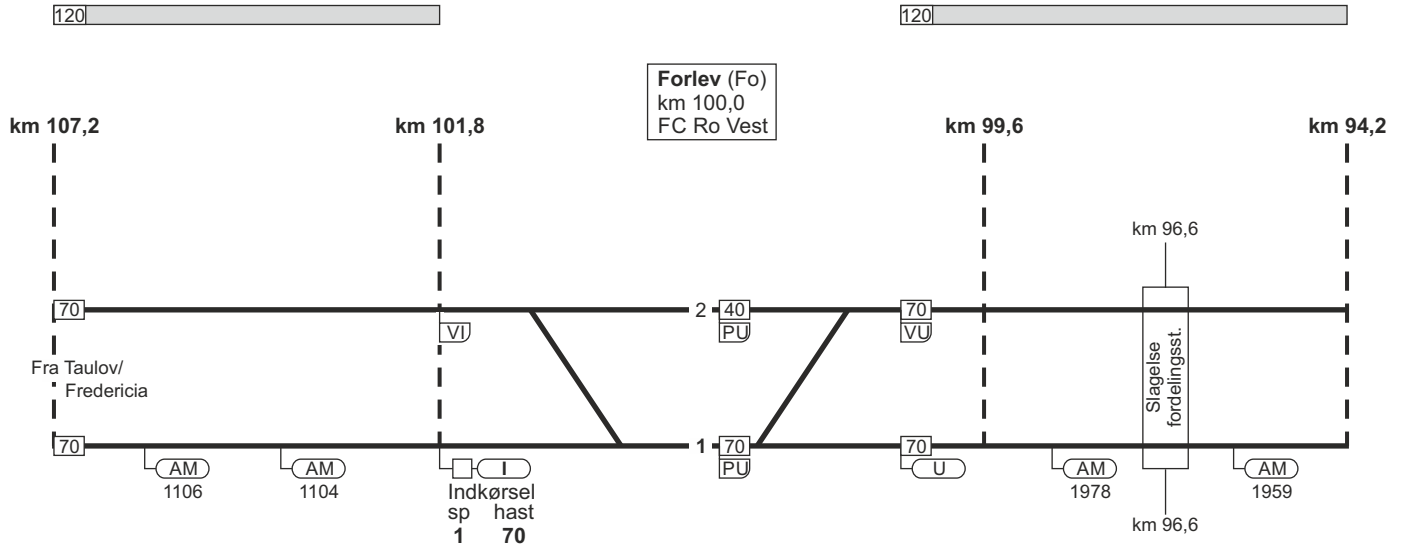 120
120
Forlev (Fo)
km 100,0
FC Ro Vest
km 107,2
km 101,8
km 99,6
km 94,2
km 96,6
70
2
40
70
VI
PU
VU
Fra Taulov/
Fredericia
Slagelse
fordelingsst.
70
1
70
70
AM
AM
I
PU
U
AM
AM
1106
1104
Indkørsel
1978
1959
sp hast
1 70
km 96,6